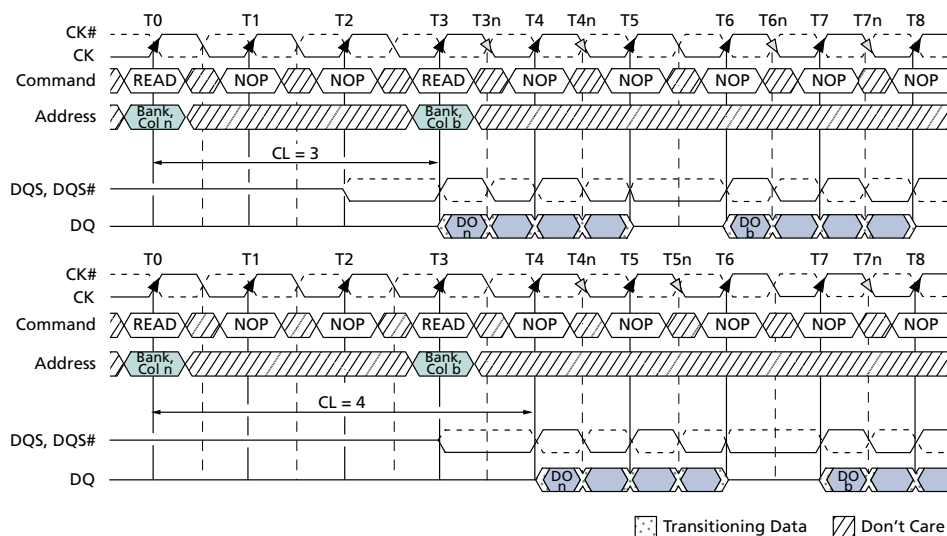 T0 T1 T2 T3 T3n T4 T4n T5 T6 T6n T7 T7n T8
CK#
CK
Command READ NOP NOP READ NOP NOP NOP NOP NOP
Address Bank, Col n Bank, Col b
CL = 3
DQS, DQS#
DQ DO n DO b
T0 T1 T2 T3 T4 T4n T5 T5n T6 T7 T7n T8
CK#
CK
Command READ NOP NOP READ NOP NOP NOP NOP NOP
Address Bank, Col n Bank, Col b
CL = 4
DQS, DQS#
DQ DO n DO b
Transitioning Data Don't Care